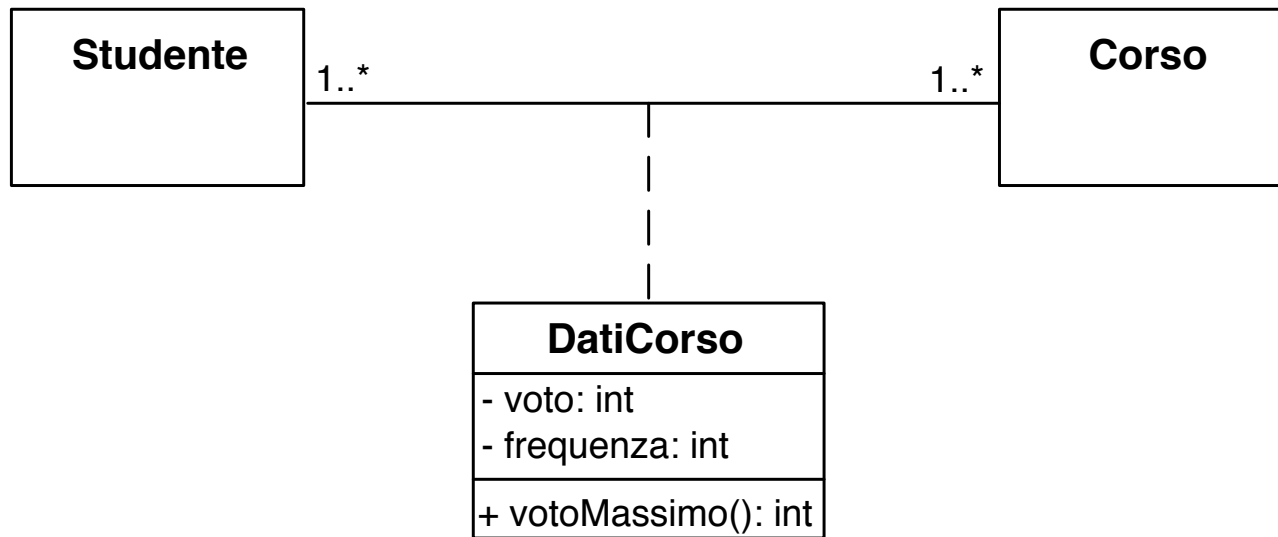 Studente
Corso
1..*
1..*
DatiCorso
- voto: int
- frequenza: int
+ votoMassimo(): int